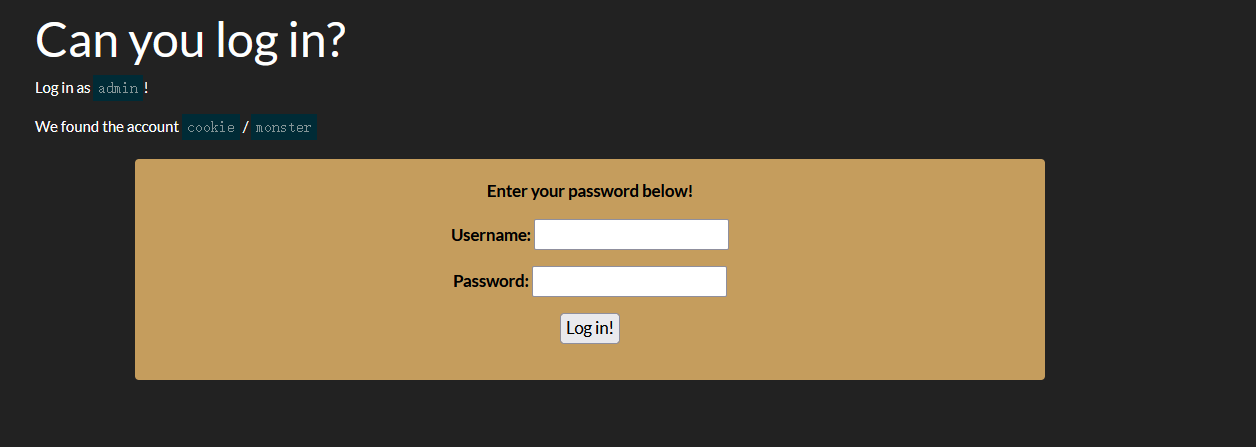 Can you log in?
Log in as admin!
We found the account cookie / monster
Enter your password below!
Username:
Password:
Log in!